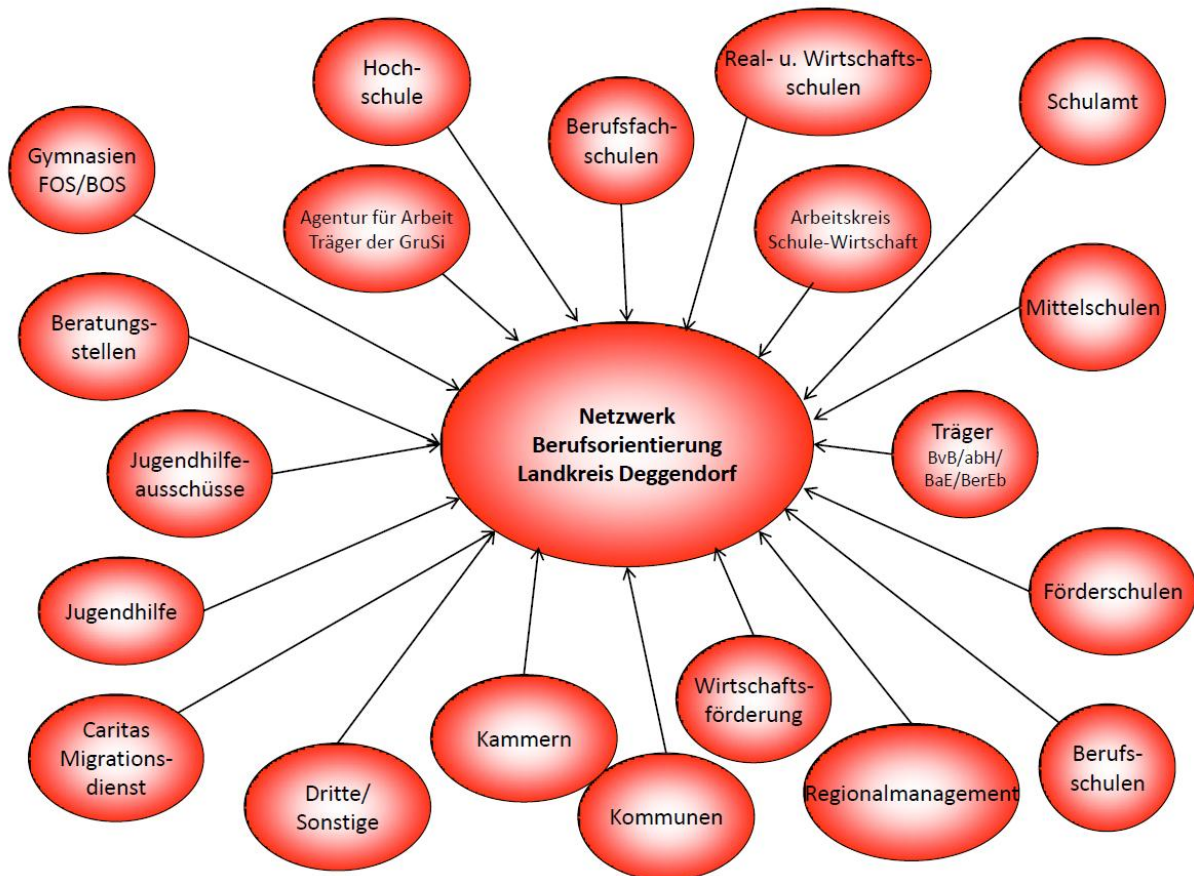 Hoch-
schule
Real- u. Wirtschafts-
schulen
Schulamt
Berufsfach-
schulen
Gymnasien
FOS/BOS
Agentur für Arbeit
Träger der GruSi
Arbeitskreis
Schule-Wirtschaft
Beratungs-
stellen
Mittelschulen
Netzwerk
Berufsorientierung
Landkreis Deggendorf
Träger
BvB/abH/
BaE/BerEb
Jugendhilfe-
ausschüsse
Jugendhilfe
Förderschulen
Caritas
Migrations-
dienst
Dritte/
Sonstige
Kammern
Kommunen
Wirtschafts-
förderung
Regionalmanagement
Berufs-
schulen